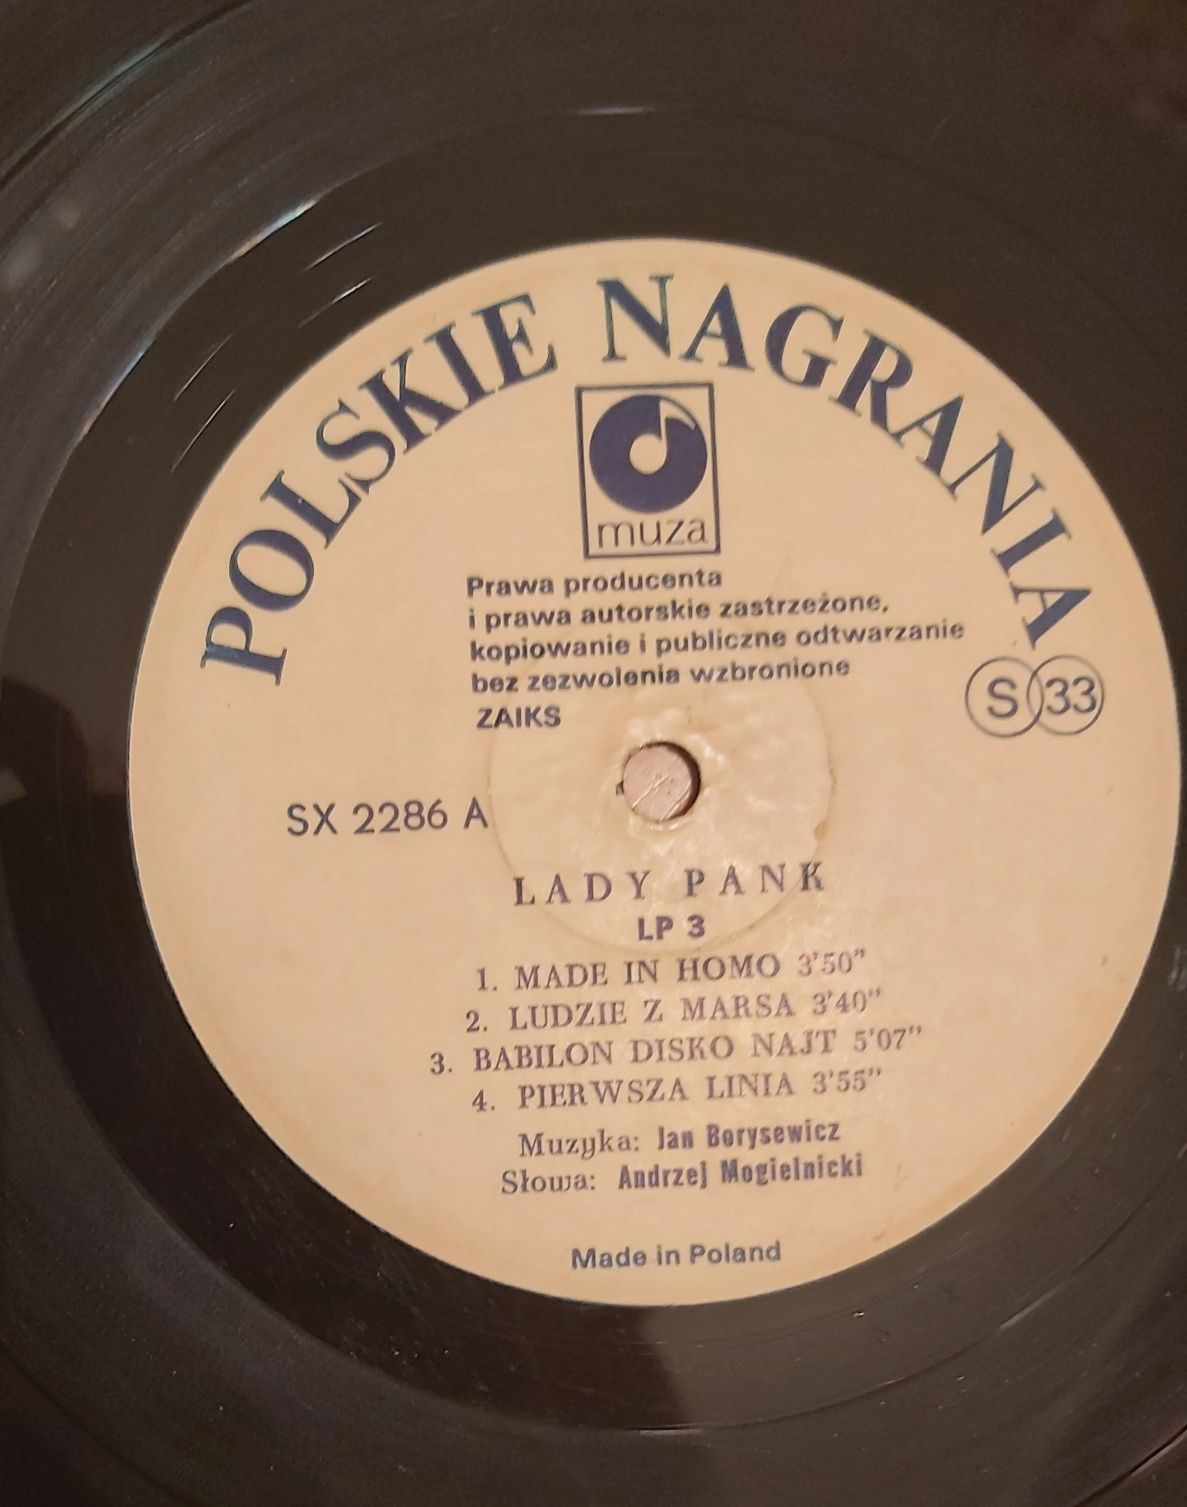 POLSKIE NAGRANIA
muza
Prawa producenta
i prawa autorskie zastrzeżone,
kopiowanie i publiczne odtwarzanie
bez zezwolenia wzbronione
ZAIKS
S 33
SX 2286 A
LADY PANK
LP 3
1. MADE IN HOMO 3'50"
2. LUDZIE Z MARSA 3'40"
3. BABILON DISKO NAJT 5'07"
4. PIERWSZA LINIA 3'55"
Muzyka: Jan Borysewicz
Słowa: Andrzej Mogielnicki
Made in Poland